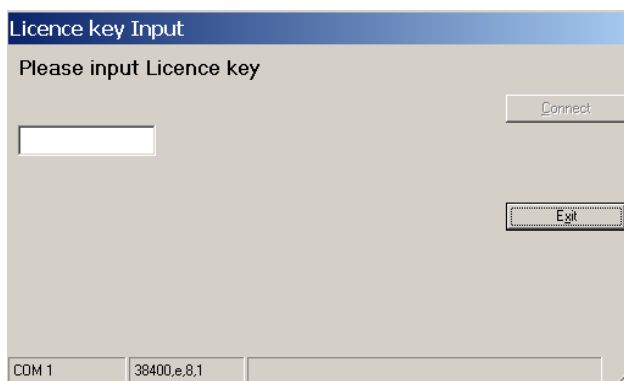 Licence key Input
Please input Licence key
Connect
Exit
COM 1 38400,e,8,1